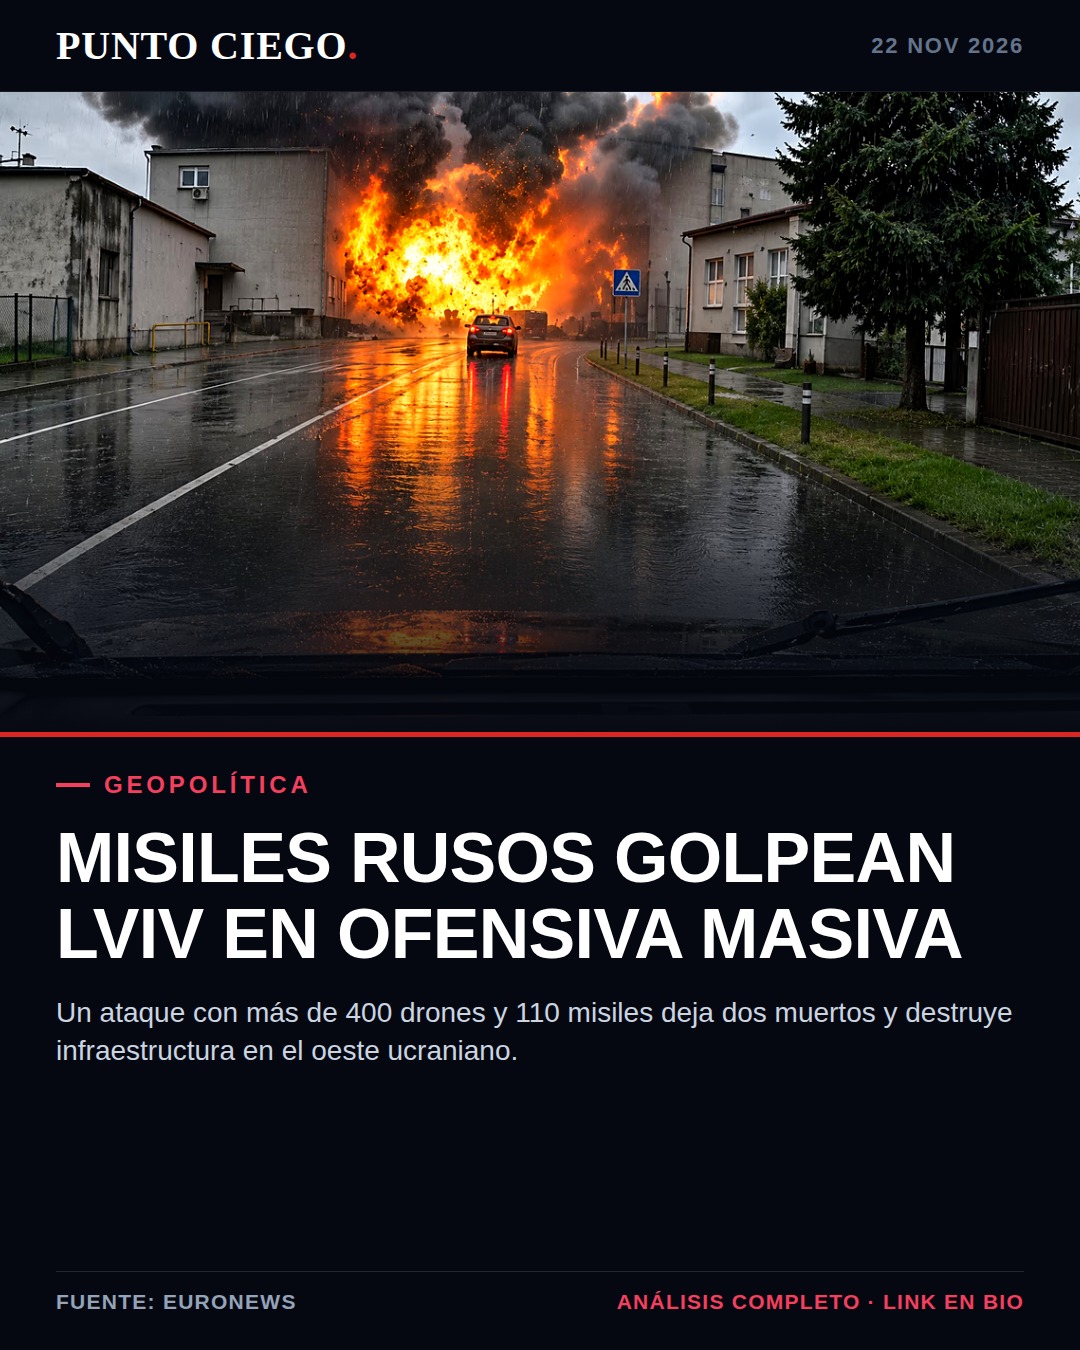 PUNTO CIEGO.
22 NOV 2026
GEOPOLÍTICA
MISILES RUSOS GOLPEAN
LVIV EN OFENSIVA MASIVA
Un ataque con más de 400 drones y 110 misiles deja dos muertos y destruye
infraestructura en el oeste ucraniano.
FUENTE: EURONEWS
ANÁLISIS COMPLETO · LINK EN BIO